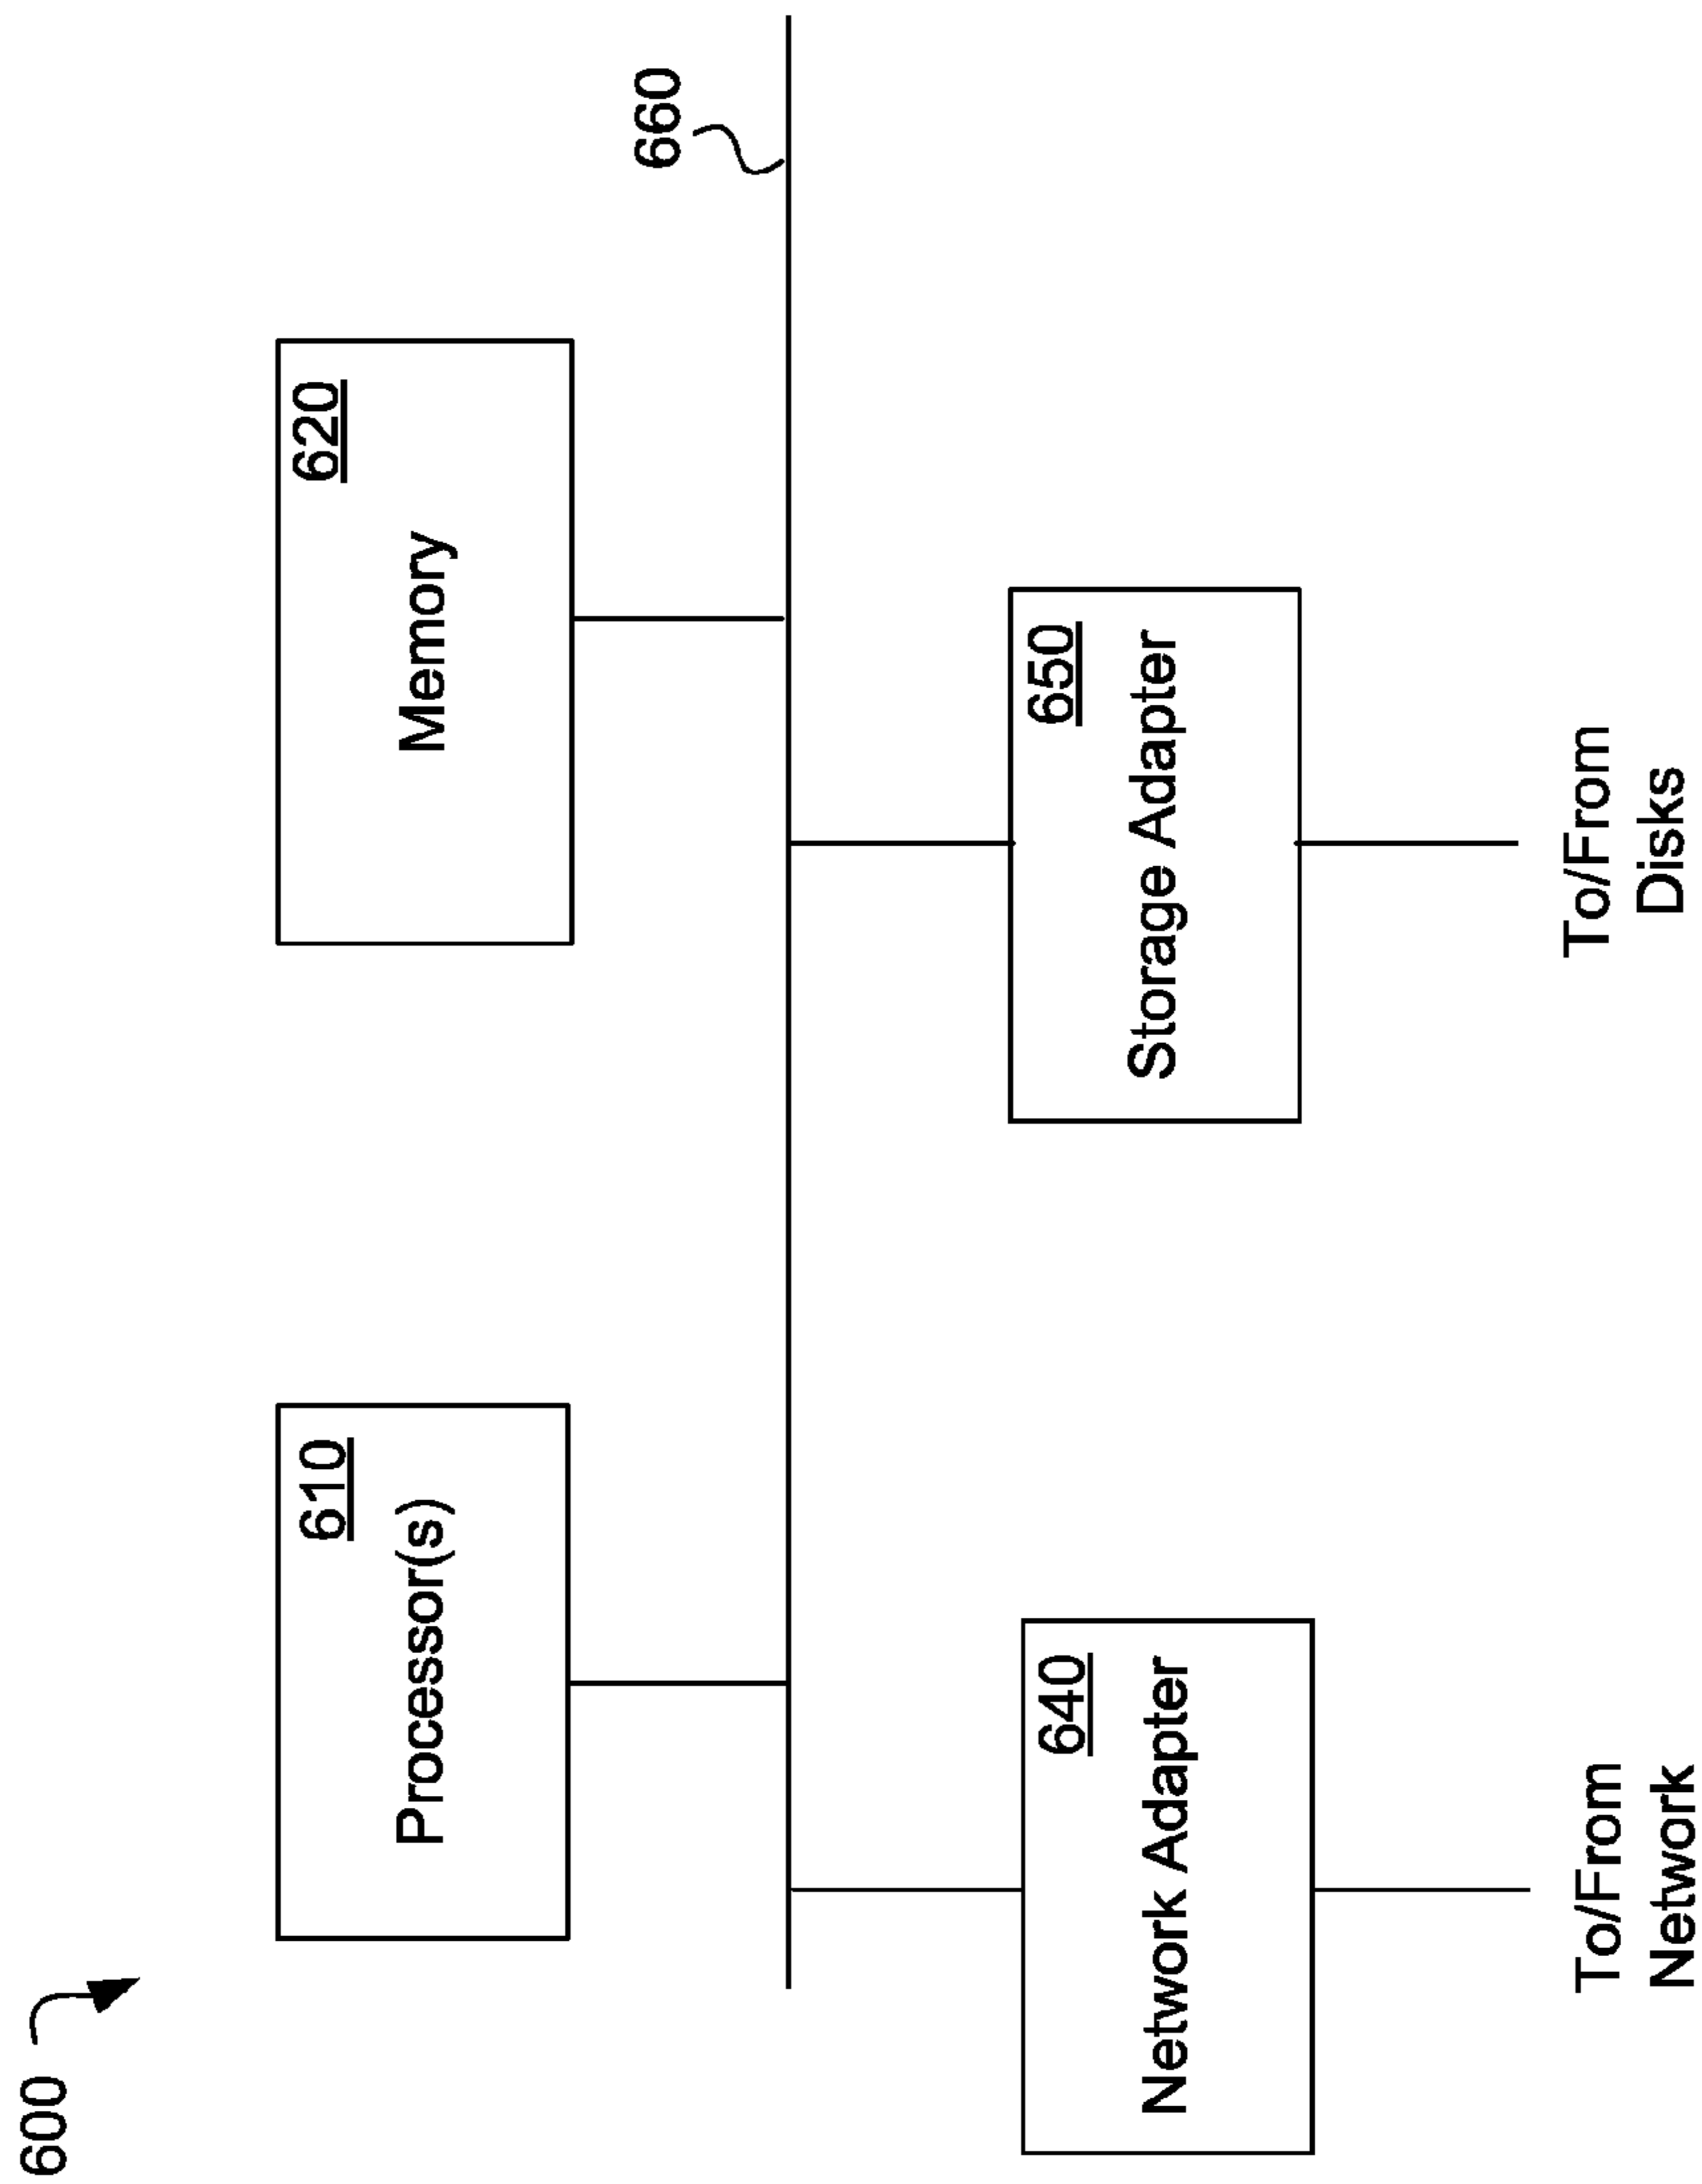 600
610
Processor(s)
620
Memory
660
640
Network Adapter
650
Storage Adapter
To/From
Network
To/From
Disks